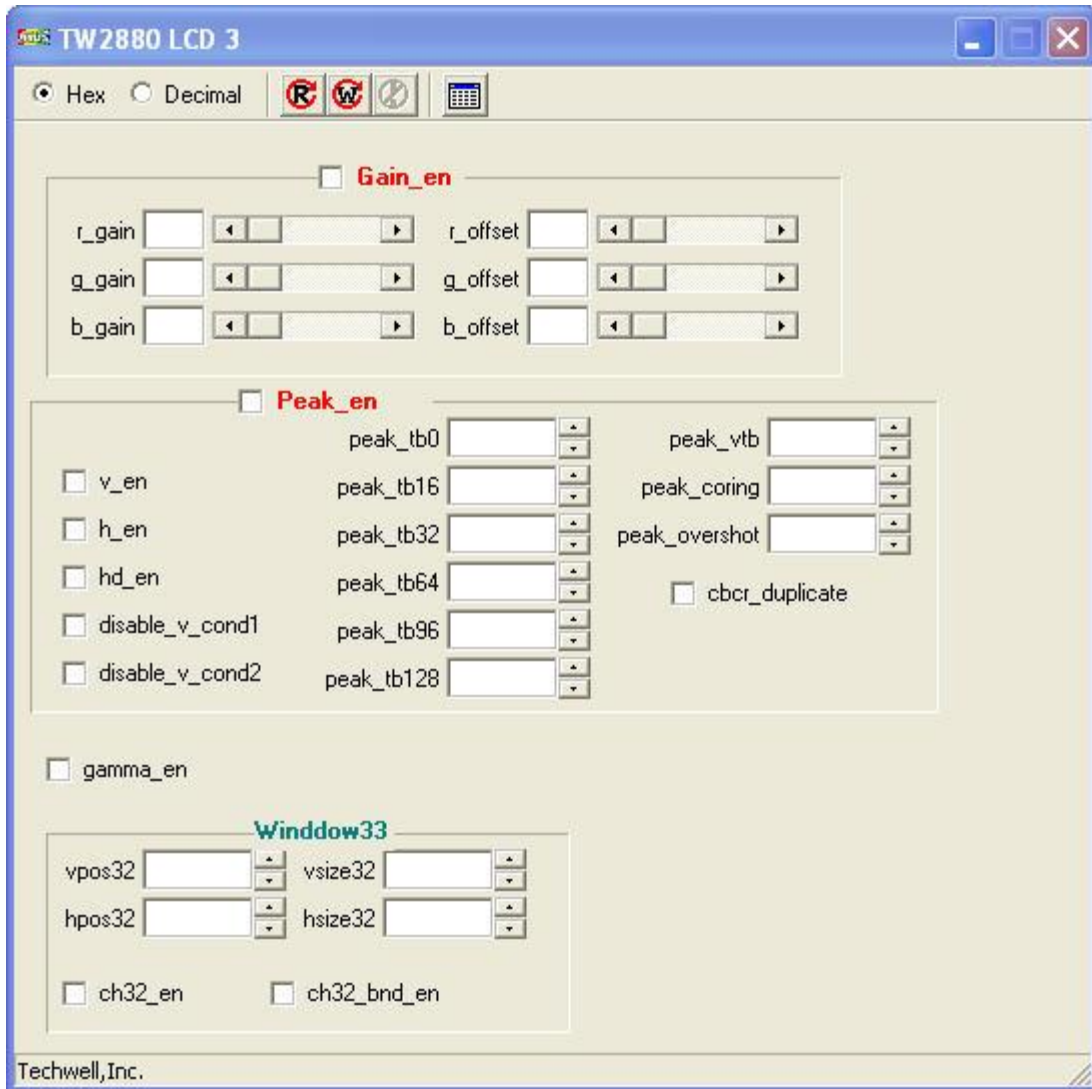 TW2880 LCD 3
Hex Decimal R W
Gain_en
r_gain r_offset
g_gain g_offset
b_gain b_offset
Peak_en
peak_tb0 peak_vtb
v_en peak_tb16 peak_coring
h_en peak_tb32 peak_overshot
hd_en peak_tb64 cbcr_duplicate
disable_v_cond1 peak_tb96
disable_v_cond2 peak_tb128
gamma_en
Winddow33
vpos32 vsize32
hpos32 hsize32
ch32_en ch32_bnd_en
Techwell,Inc.